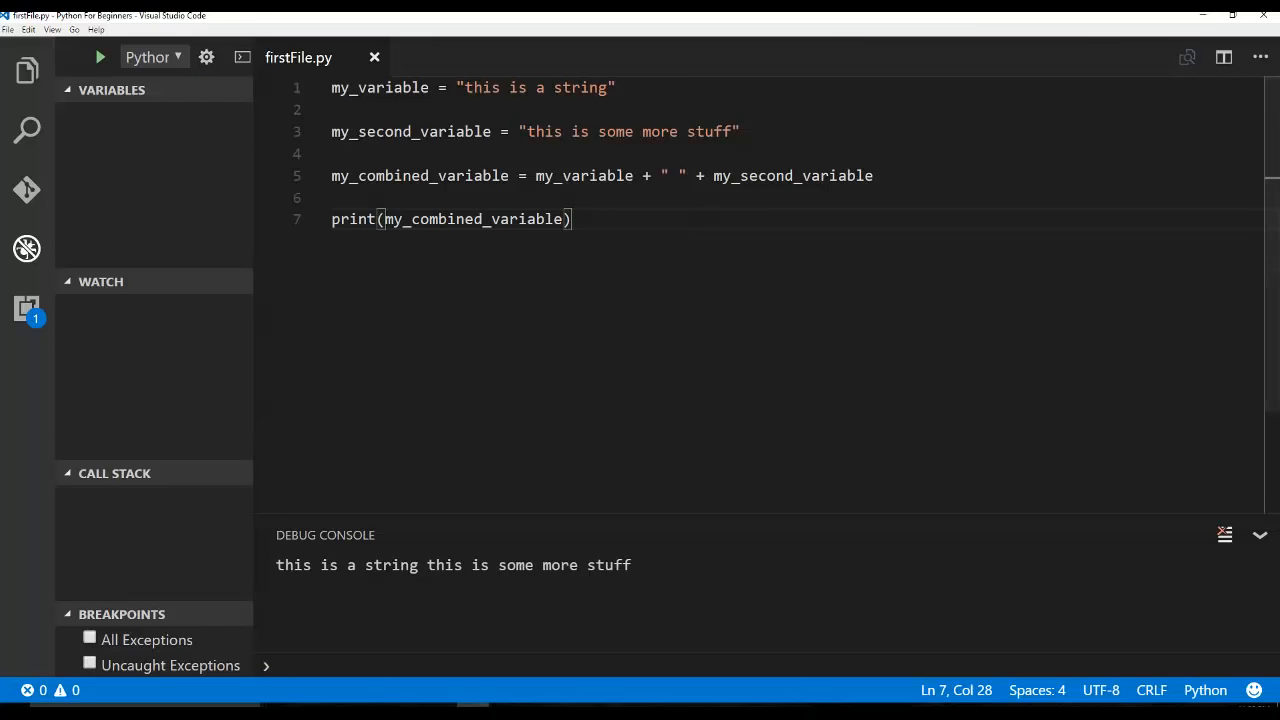 firstFile.py - Python For Beginners - Visual Studio Code
File Edit View Go Help
Python
firstFile.py
VARIABLES
1 my_variable = "this is a string"
2
3 my_second_variable = "this is some more stuff"
4
5 my_combined_variable = my_variable + " " + my_second_variable
6
7 print(my_combined_variable)
WATCH
1
CALL STACK
DEBUG CONSOLE
this is a string this is some more stuff
BREAKPOINTS
All Exceptions
Uncaught Exceptions
0 0 Ln 7, Col 28 Spaces: 4 UTF-8 CRLF Python